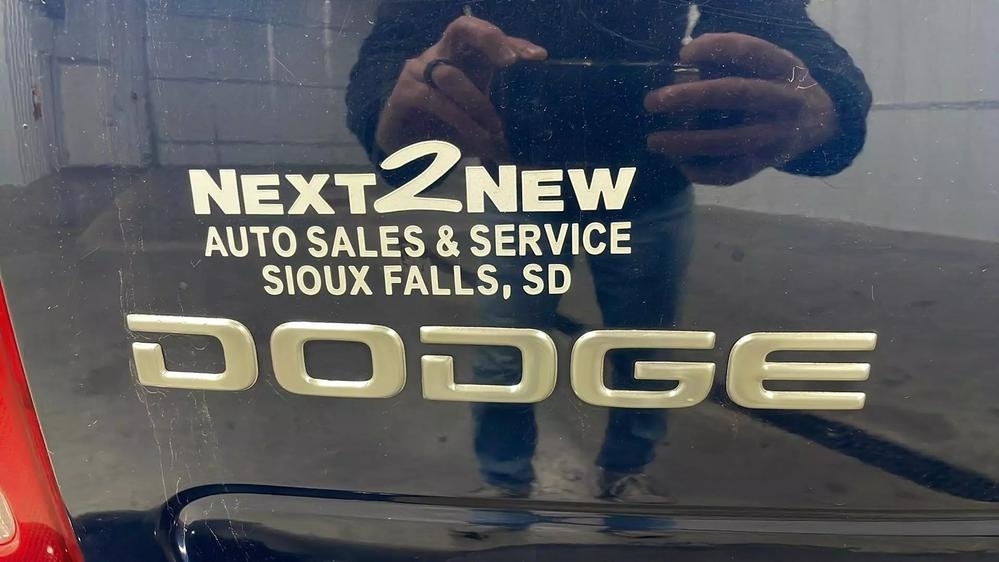 NEXT2NEW
AUTO SALES & SERVICE
SIOUX FALLS, SD
DODGE